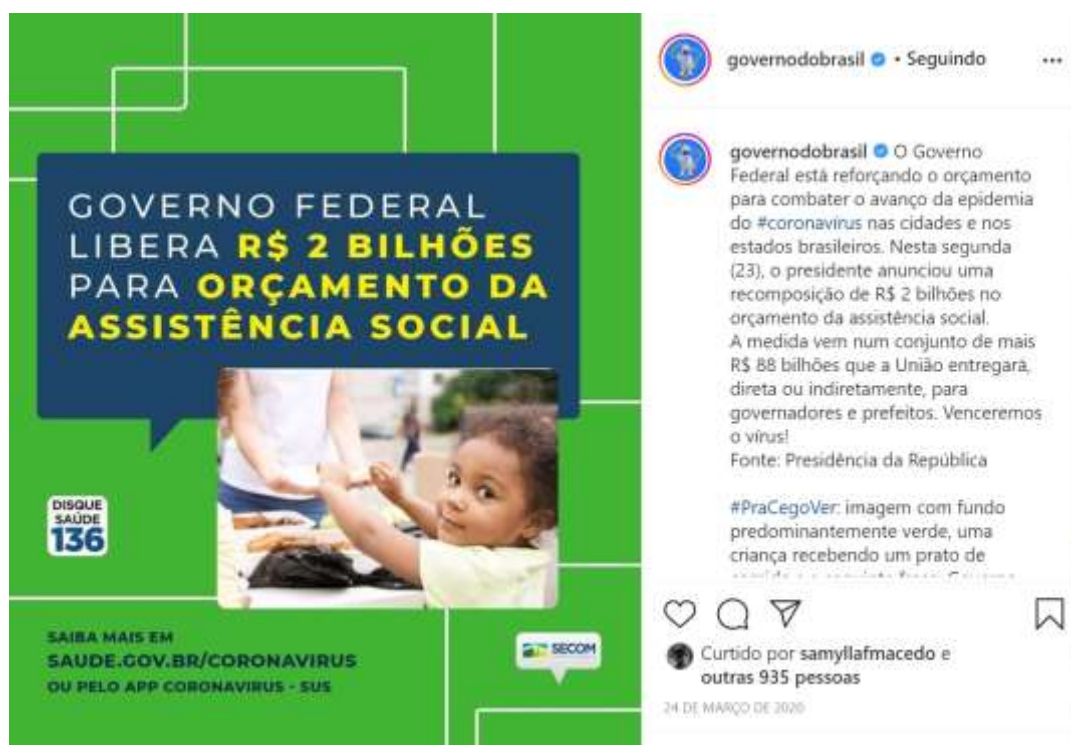 GOVERNO FEDERAL
LIBERA R$ 2 BILHÕES
PARA ORÇAMENTO DA
ASSISTÊNCIA SOCIAL
DISQUE
SAÚDE
136
SAIBA MAIS EM
SAUDE.GOV.BR/CORONAVIRUS
OU PELO APP CORONAVIRUS - SUS
SECOM
governodobrasil • Seguindo
governodobrasil O Governo
Federal está reforçando o orçamento
para combater o avanço da epidemia
do #coronavírus nas cidades e nos
estados brasileiros. Nesta segunda
(23), o presidente anunciou uma
recomposição de R$ 2 bilhões no
orçamento da assistência social.
A medida vem num conjunto de mais
R$ 88 bilhões que a União entregará,
direta ou indiretamente, para
governadores e prefeitos. Venceremos
o vírus!
Fonte: Presidência da República
#PraCegoVer: imagem com fundo
predominantemente verde, uma
criança recebendo um prato de
Curtido por samyllafmacedo e
outras 935 pessoas
24 DE MARÇO DE 2020